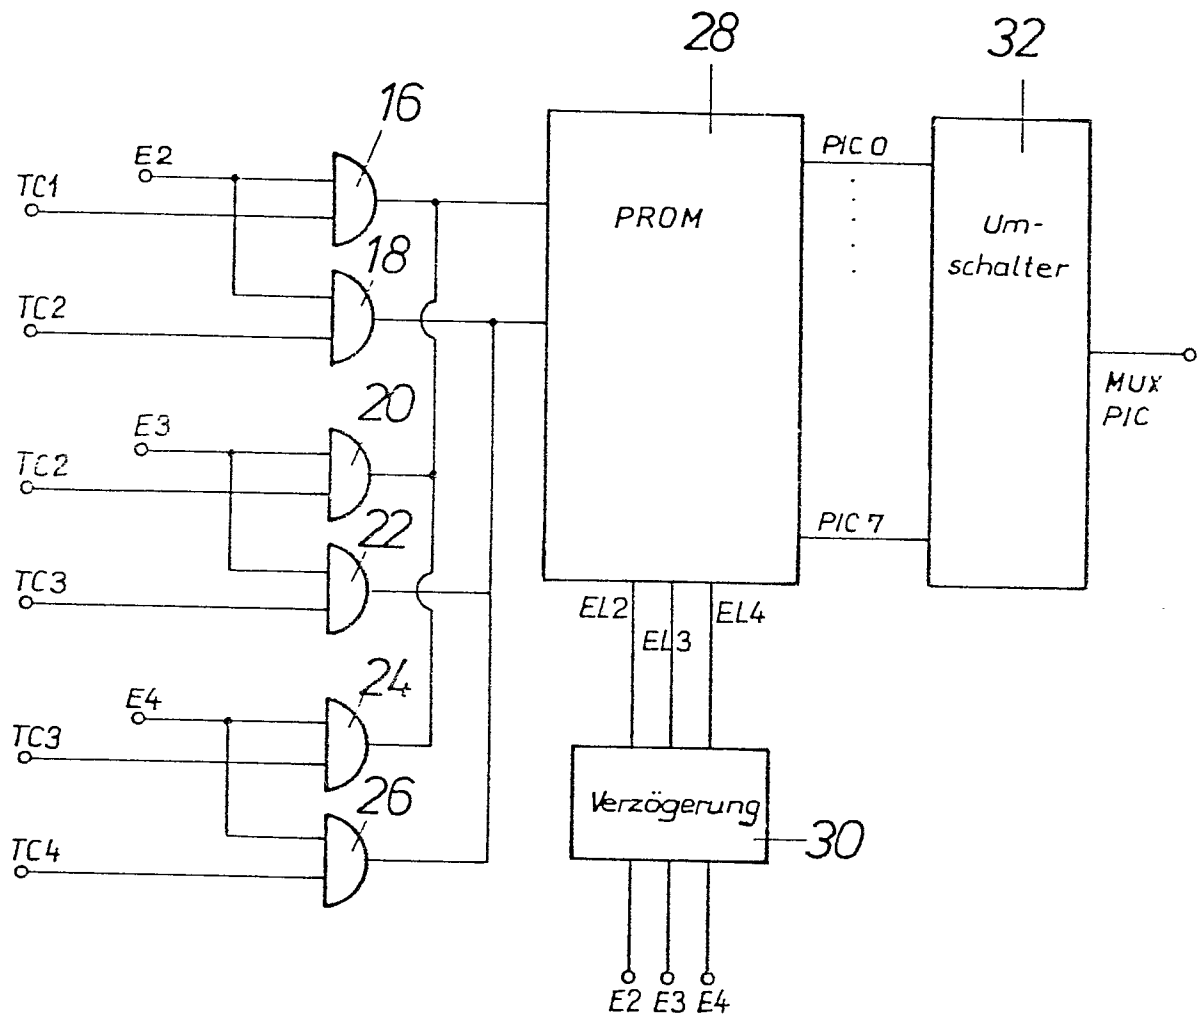 28
32
16
E2
TC1
PIC 0
PROM
Um-
schalter
18
TC2
MUX
PIC
20
E3
TC2
22
PIC 7
TC3
EL2
EL3
EL4
24
E4
TC3
26
Verzögerung
30
TC4
E2 E3 E4